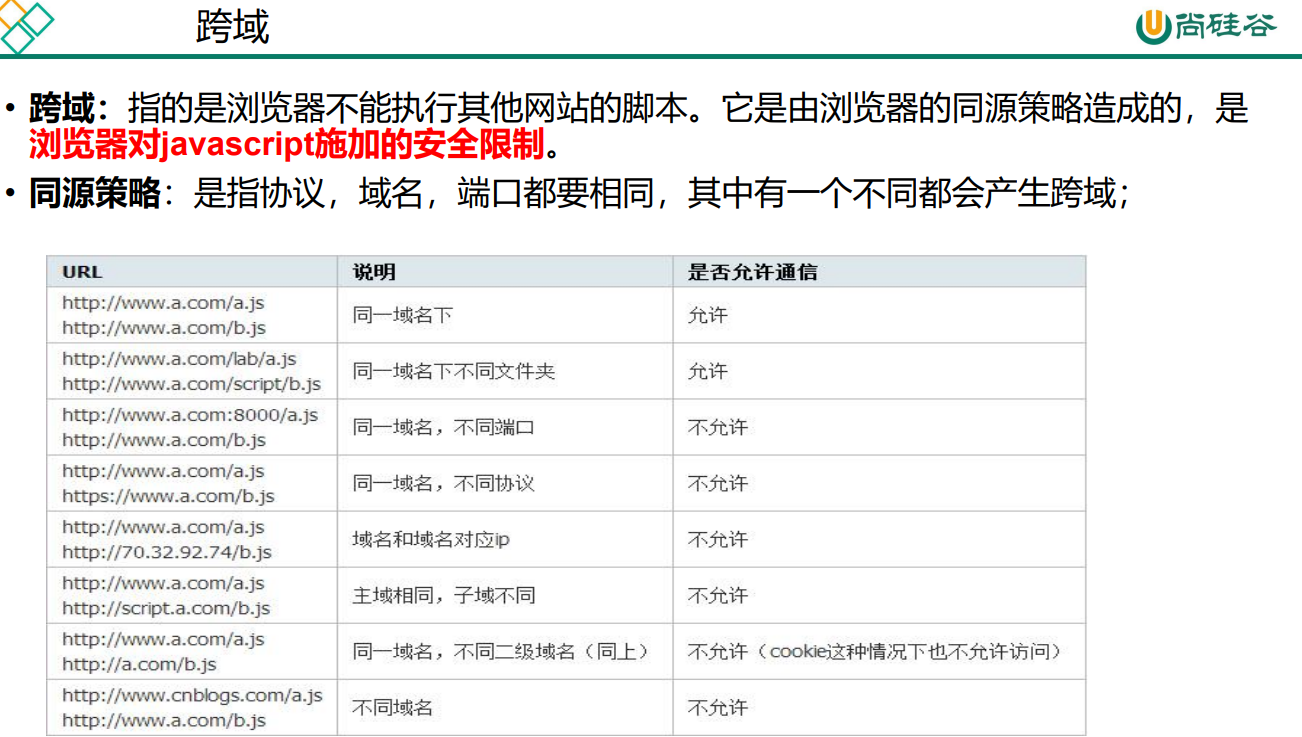 跨域
尚硅谷
• 跨域：指的是浏览器不能执行其他网站的脚本。它是由浏览器的同源策略造成的，是
浏览器对javascript施加的安全限制。
• 同源策略：是指协议，域名，端口都要相同，其中有一个不同都会产生跨域；
URL 说明 是否允许通信
http://www.a.com/a.js
http://www.a.com/b.js
同一域名下
允许
http://www.a.com/lab/a.js
http://www.a.com/script/b.js
同一域名下不同文件夹
允许
http://www.a.com:8000/a.js
http://www.a.com/b.js
同一域名，不同端口
不允许
http://www.a.com/a.js
https://www.a.com/b.js
同一域名，不同协议
不允许
http://www.a.com/a.js
http://70.32.92.74/b.js
域名和域名对应ip
不允许
http://www.a.com/a.js
http://script.a.com/b.js
主域相同，子域不同
不允许
http://www.a.com/a.js
http://a.com/b.js
同一域名，不同二级域名（同上）
不允许（cookie这种情况下也不允许访问）
http://www.cnblogs.com/a.js
http://www.a.com/b.js
不同域名
不允许